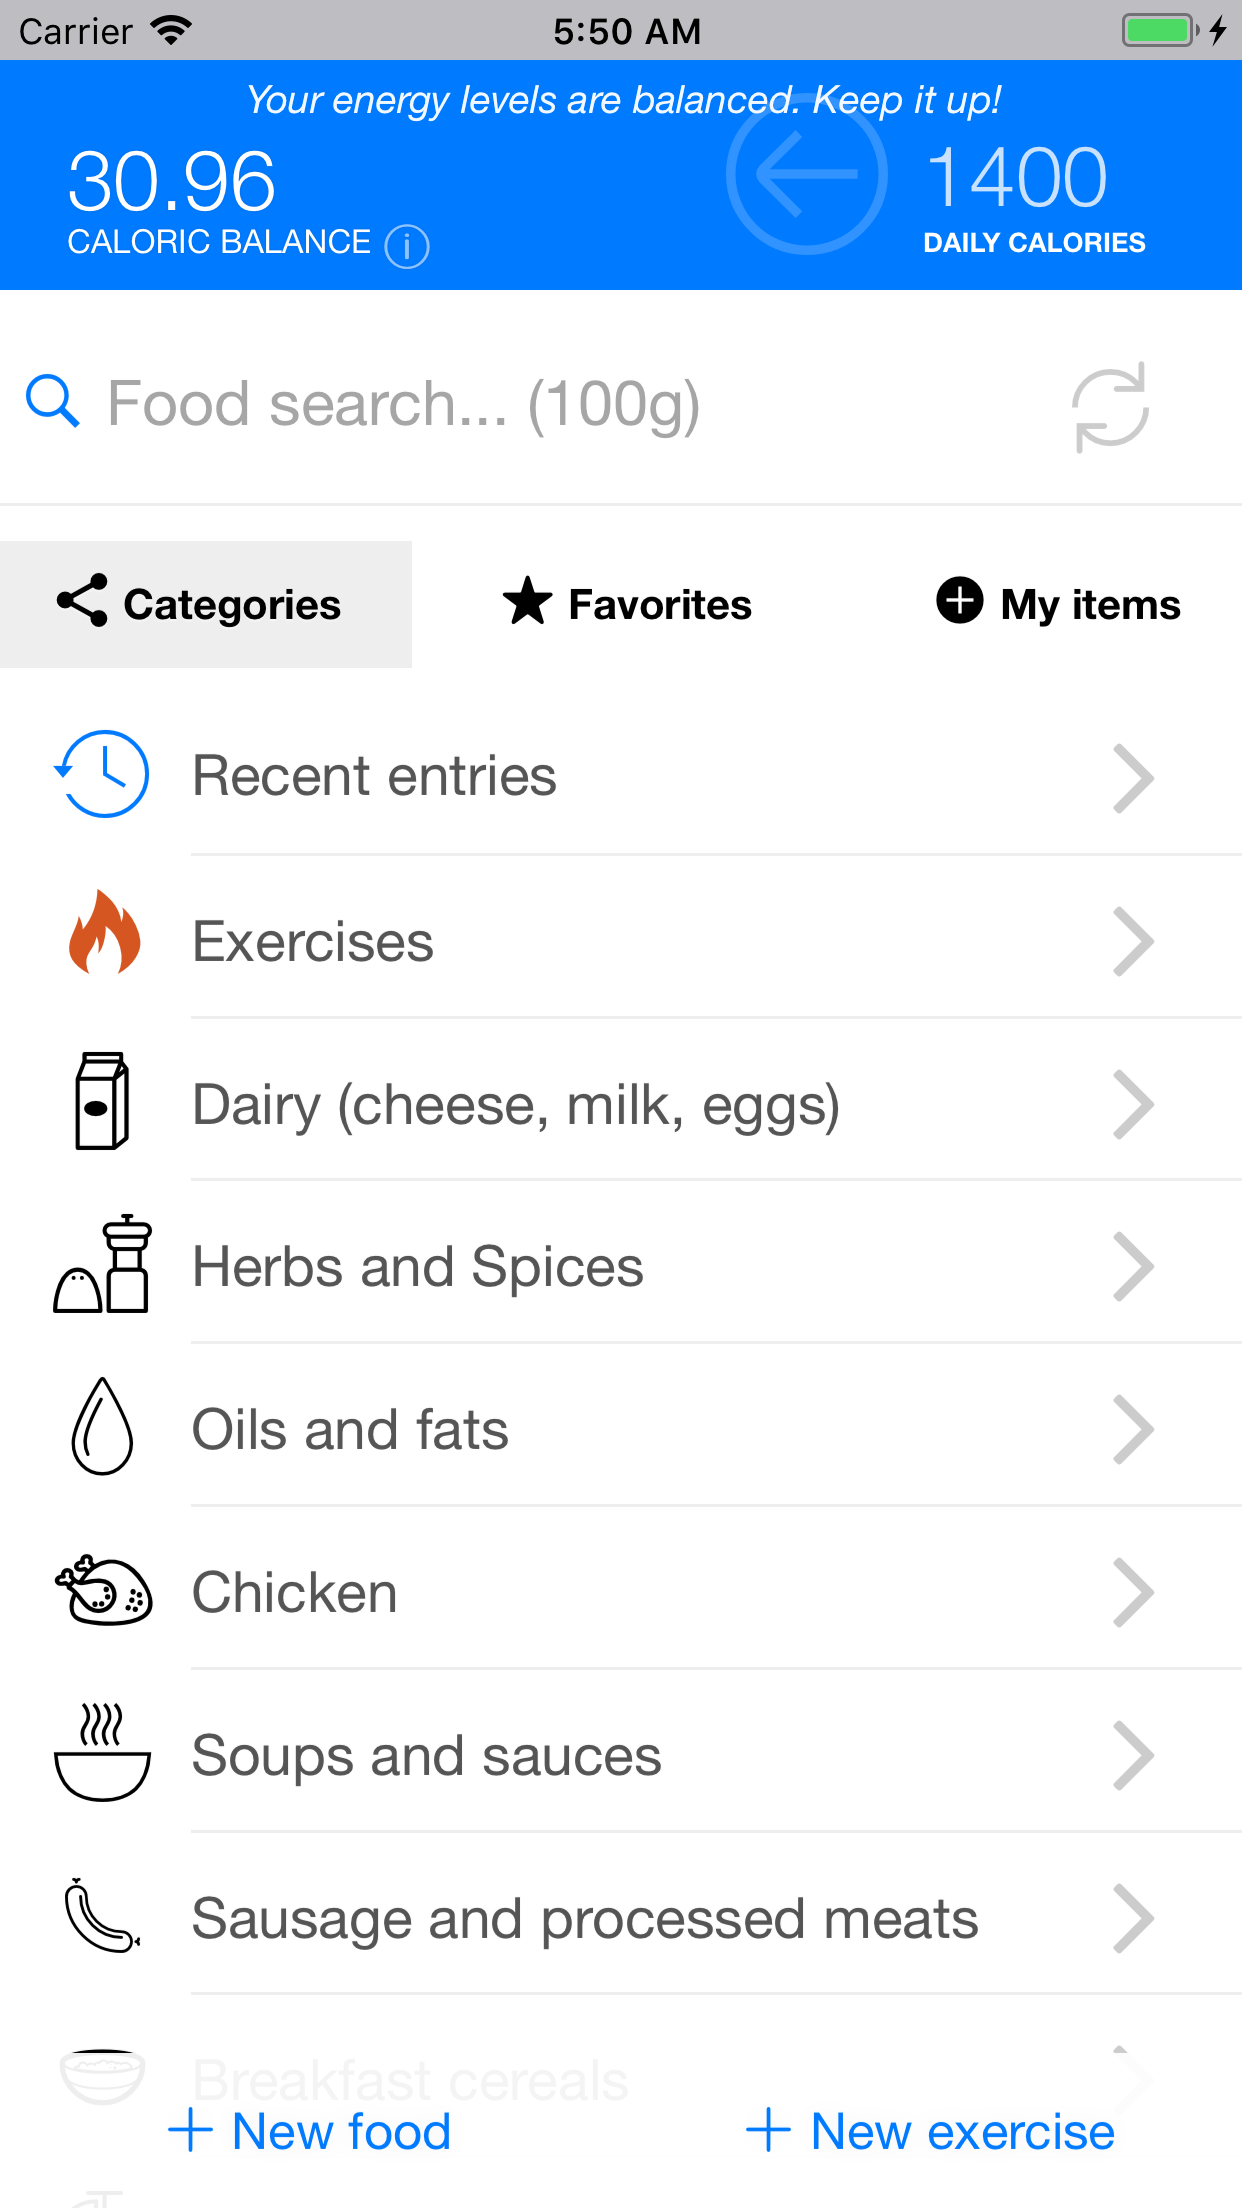 Carrier
5:50 AM
Your energy levels are balanced. Keep it up!
30.96
CALORIC BALANCE
1400
DAILY CALORIES
Food search... (100g)
Categories
Favorites
My items
Recent entries
Exercises
Dairy (cheese, milk, eggs)
Herbs and Spices
Oils and fats
Chicken
Soups and sauces
Sausage and processed meats
Breakfast cereals
New food
New exercise